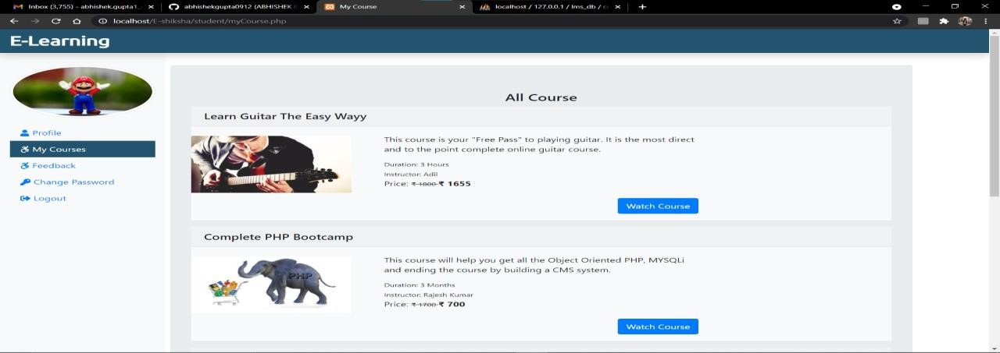 Inbox (3,755) - abhishek.gupta1
abhishekgupta0912 (ABHISHEK
My Course
localhost / 127.0.0.1 / lms_db / c
localhost/E-shiksha/student/myCourse.php
E-Learning
Profile
My Courses
Feedback
Change Password
Logout
All Course
Learn Guitar The Easy Wayy
This course is your "Free Pass" to playing guitar. It is the most direct
and to the point complete online guitar course.
Duration: 3 Hours
Instructor: Adil
Price: ₹ 1800 ₹ 1655
Watch Course
Complete PHP Bootcamp
PHP
This course will help you get all the Object Oriented PHP, MYSQLi
and ending the course by building a CMS system.
Duration: 3 Months
Instructor: Rajesh Kumar
Price: ₹ 1700 ₹ 700
Watch Course